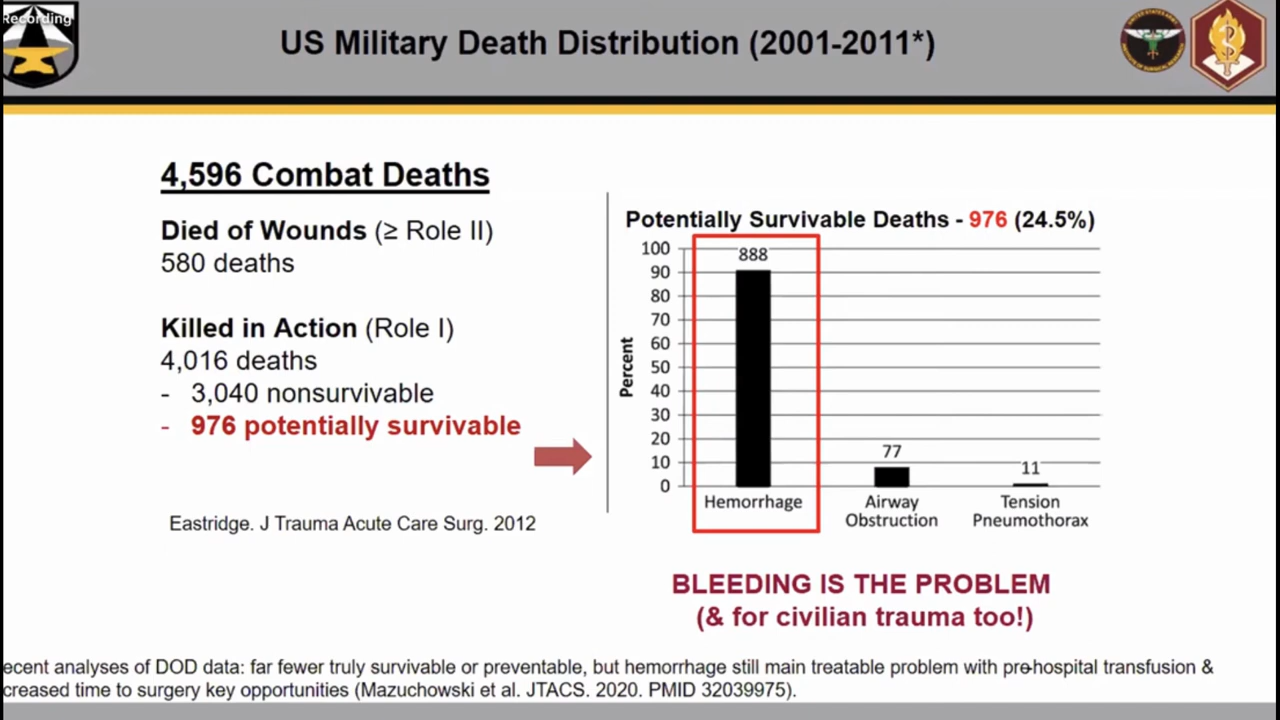 Recording
US Military Death Distribution (2001-2011*)
4,596 Combat Deaths
Died of Wounds (≥ Role II)
580 deaths
Killed in Action (Role I)
4,016 deaths
- 3,040 nonsurvivable
- 976 potentially survivable
Eastridge. J Trauma Acute Care Surg. 2012
Potentially Survivable Deaths - 976 (24.5%)
Percent
100
90
80
70
60
50
40
30
20
10
0
888
77
11
Hemorrhage
Airway
Obstruction
Tension
Pneumothorax
BLEEDING IS THE PROBLEM
(& for civilian trauma too!)
ecent analyses of DOD data: far fewer truly survivable or preventable, but hemorrhage still main treatable problem with pre-hospital transfusion &
creased time to surgery key opportunities (Mazuchowski et al. JTACS. 2020. PMID 32039975).